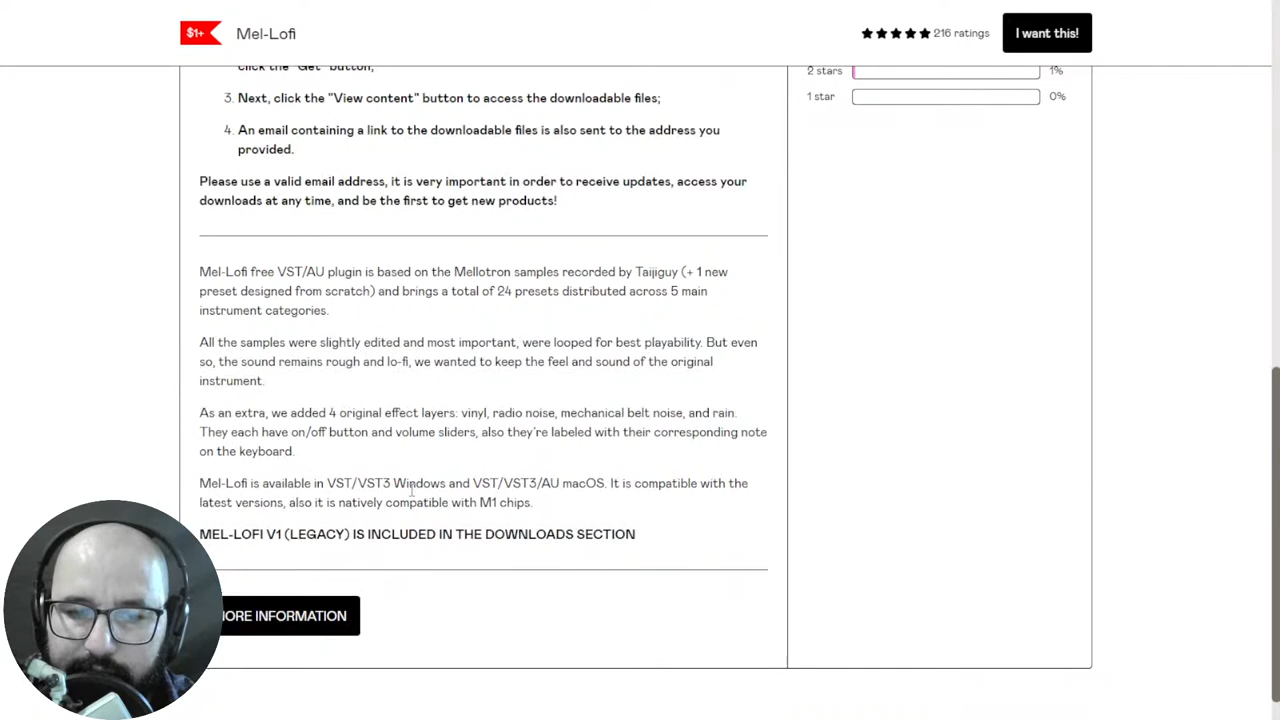 $1+
Mel-Lofi
216 ratings
I want this!
click the "Get" button;
2 stars
1%
3. Next, click the "View content" button to access the downloadable files;
1 star
0%
4. An email containing a link to the downloadable files is also sent to the address you
provided.
Please use a valid email address, it is very important in order to receive updates, access your
downloads at any time, and be the first to get new products!
Mel-Lofi free VST/AU plugin is based on the Mellotron samples recorded by Taijiguy (+ 1 new
preset designed from scratch) and brings a total of 24 presets distributed across 5 main
instrument categories.
All the samples were slightly edited and most important, were looped for best playability. But even
so, the sound remains rough and lo-fi, we wanted to keep the feel and sound of the original
instrument.
As an extra, we added 4 original effect layers: vinyl, radio noise, mechanical belt noise, and rain.
They each have on/off button and volume sliders, also they're labeled with their corresponding note
on the keyboard.
Mel-Lofi is available in VST/VST3 Windows and VST/VST3/AU macOS. It is compatible with the
latest versions, also it is natively compatible with M1 chips.
MEL-LOFI V1 (LEGACY) IS INCLUDED IN THE DOWNLOADS SECTION
MORE INFORMATION